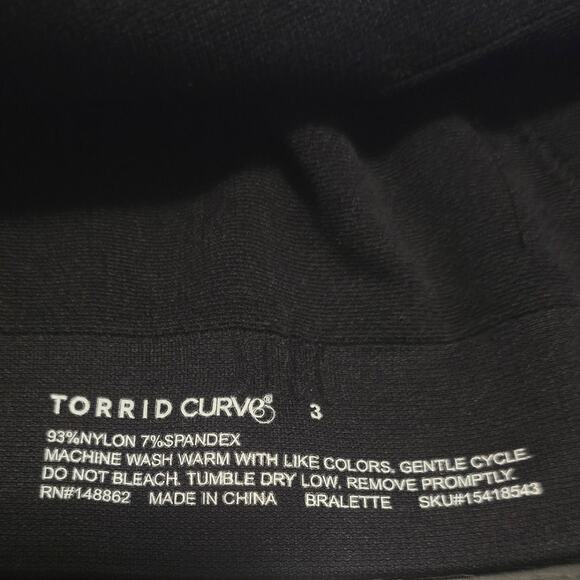 TORRID CURVE® 3
93%NYLON 7%SPANDEX
MACHINE WASH WARM WITH LIKE COLORS. GENTLE CYCLE.
DO NOT BLEACH. TUMBLE DRY LOW. REMOVE PROMPTLY.
RN#148862 MADE IN CHINA BRALETTE SKU#15418543